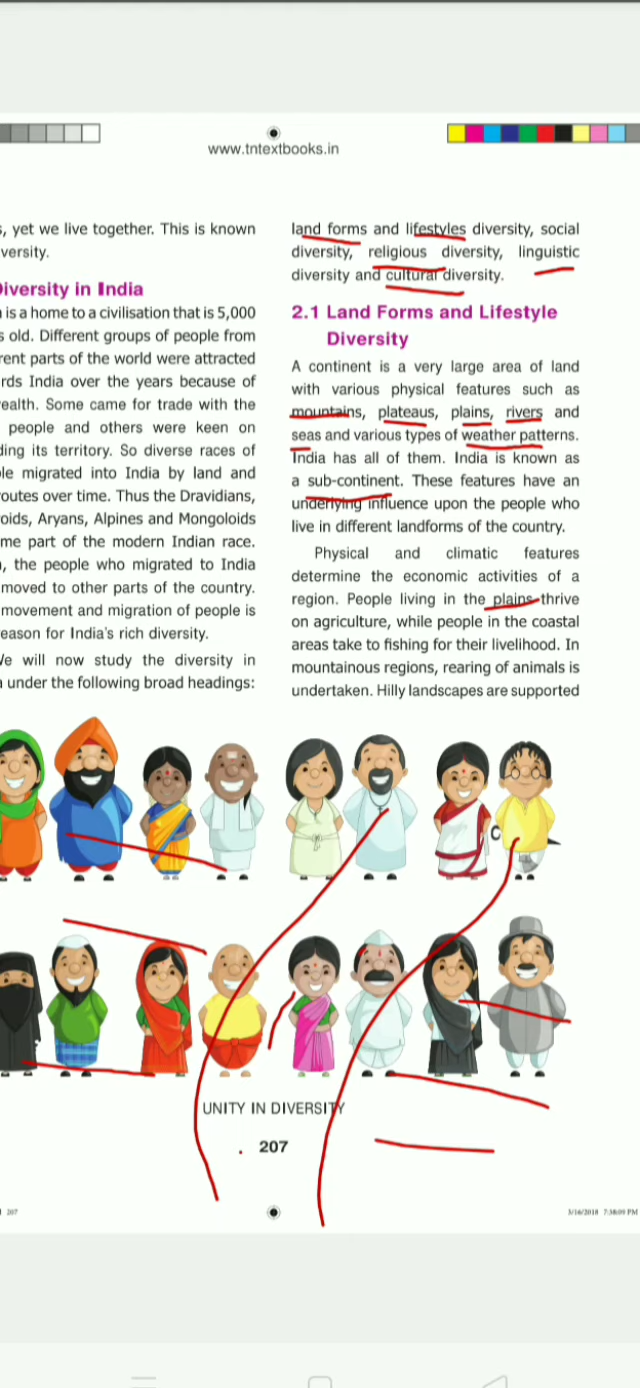 www.tntextbooks.in
, yet we live together. This is known
versity.
Diversity in India
is a home to a civilisation that is 5,000
s old. Different groups of people from
rent parts of the world were attracted
rds India over the years because of
ealth. Some came for trade with the
people and others were keen on
ding its territory. So diverse races of
le migrated into India by land and
routes over time. Thus the Dravidians,
oids, Aryans, Alpines and Mongoloids
me part of the modern Indian race.
, the people who migrated to India
moved to other parts of the country.
movement and migration of people is
eason for India's rich diversity.
We will now study the diversity in
under the following broad headings:
land forms and lifestyles diversity, social
diversity, religious diversity, linguistic
diversity and cultural diversity.
2.1 Land Forms and Lifestyle
Diversity
A continent is a very large area of land
with various physical features such as
mountains, plateaus, plains, rivers and
seas and various types of weather patterns.
India has all of them. India is known as
a sub-continent. These features have an
underlying influence upon the people who
live in different landforms of the country.
Physical and climatic features
determine the economic activities of a
region. People living in the plains thrive
on agriculture, while people in the coastal
areas take to fishing for their livelihood. In
mountainous regions, rearing of animals is
undertaken. Hilly landscapes are supported
UNITY IN DIVERSITY
207
207
3/16/2018 7:38:09 PM